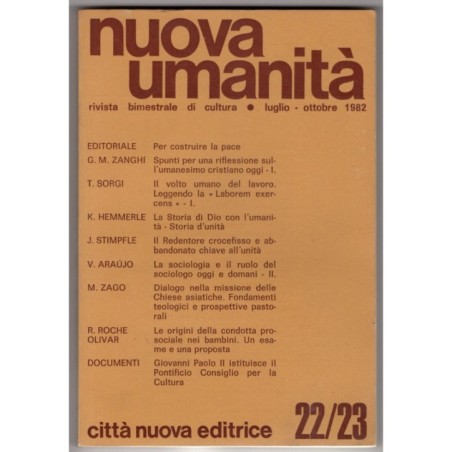 nuova
umanità
rivista bimestrale di cultura ● luglio - ottobre 1982
EDITORIALE Per costruire la pace
G. M. ZANGHÌ Spunti per una riflessione sul-
l'umanesimo cristiano oggi - I.
T. SORGI Il volto umano del lavoro.
Leggendo la « Laborem exer-
cens » - I.
K. HEMMERLE La Storia di Dio con l'umani-
tà - Storia d'unità
J. STIMPFLE Il Redentore crocefisso e ab-
bandonato chiave all'unità
V. ARAÚJO La sociologia e il ruolo del
sociologo oggi e domani - II.
M. ZAGO Dialogo nella missione delle
Chiese asiatiche. Fondamenti
teologici e prospettive pasto-
rali
R. ROCHE Le origini della condotta pro-
OLIVAR sociale nei bambini. Un esa-
me e una proposta
DOCUMENTI Giovanni Paolo II istituisce il
Pontificio Consiglio per la
Cultura
città nuova editrice 22/23